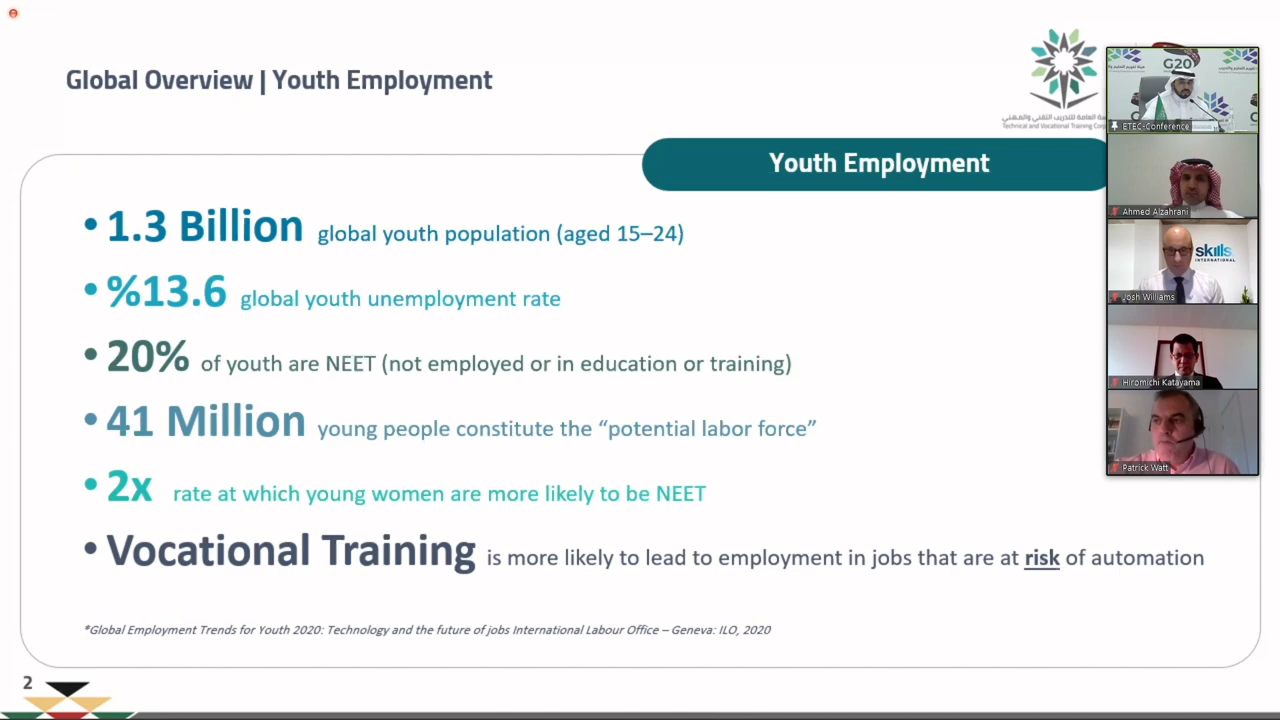 Global Overview | Youth Employment
G20
ETEC-Conference
Technical and Vocational Training
Youth Employment
Ahmed Alzahrani
• 1.3 Billion global youth population (aged 15–24)
skills
INTERNATIONAL
Josh Williams
• %13.6 global youth unemployment rate
• 20% of youth are NEET (not employed or in education or training)
Hiromichi Katayama
• 41 Million young people constitute the “potential labor force”
Patrick Watt
• 2x rate at which young women are more likely to be NEET
• Vocational Training is more likely to lead to employment in jobs that are at risk of automation
*Global Employment Trends for Youth 2020: Technology and the future of jobs International Labour Office – Geneva: ILO, 2020
2